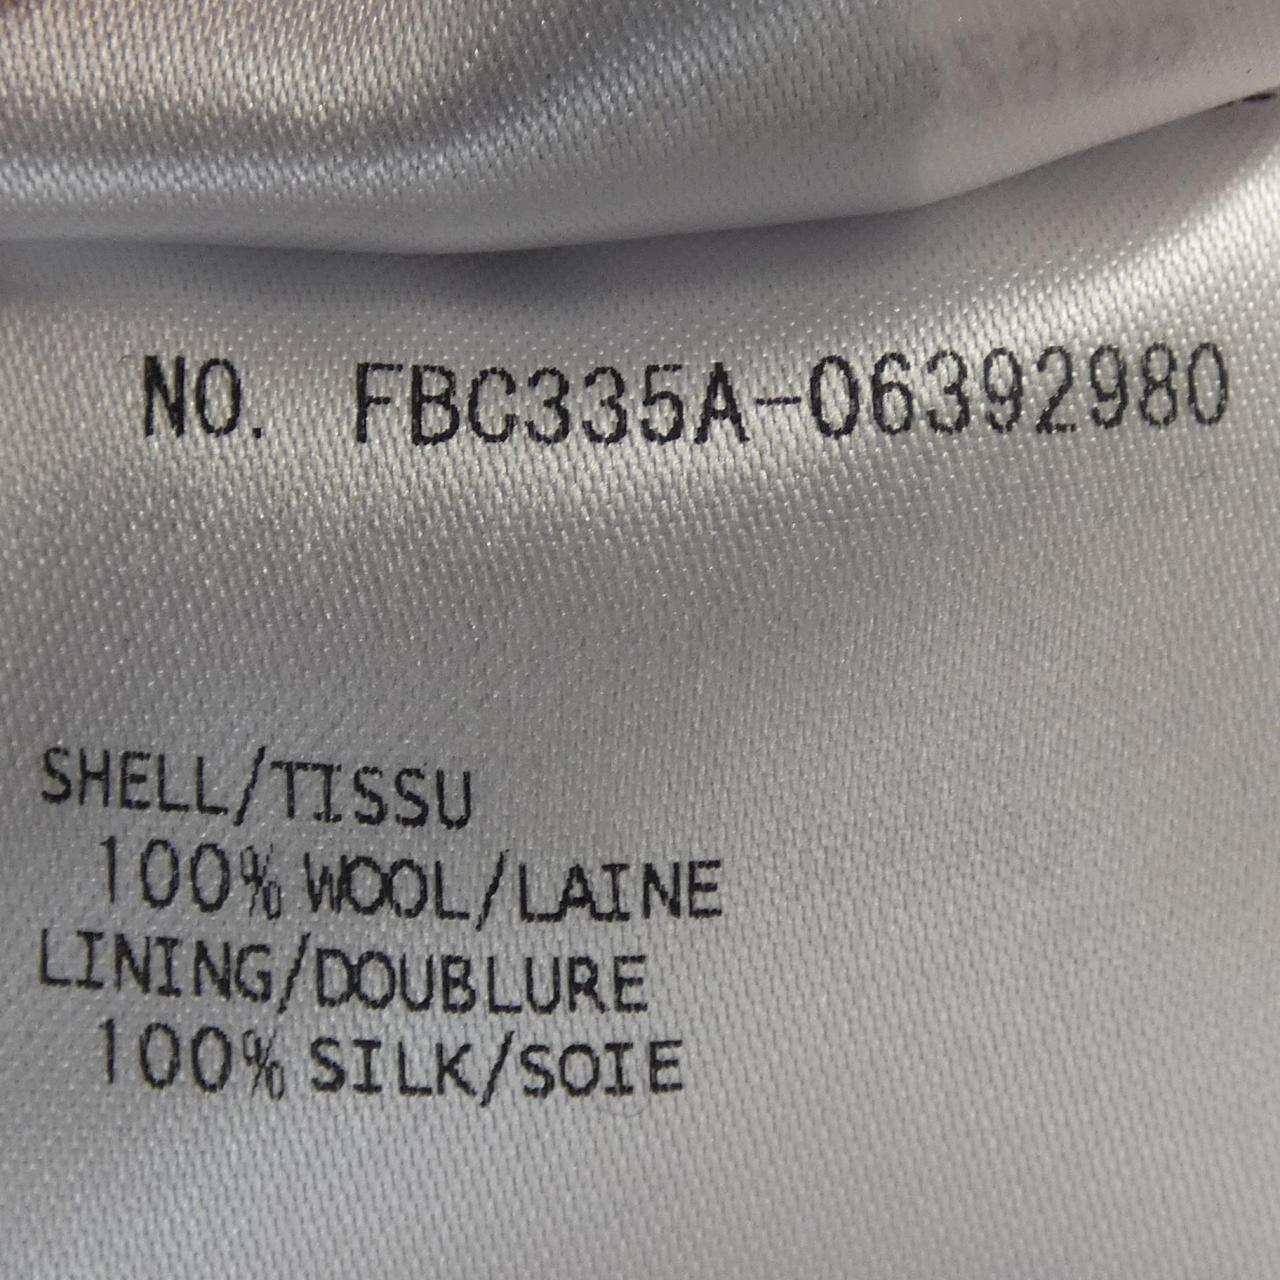 NO. FBC335A-06392980
SHELL/TISSU
100% WOOL/LAINE
LINING/DOUBLURE
100% SILK/SOIE